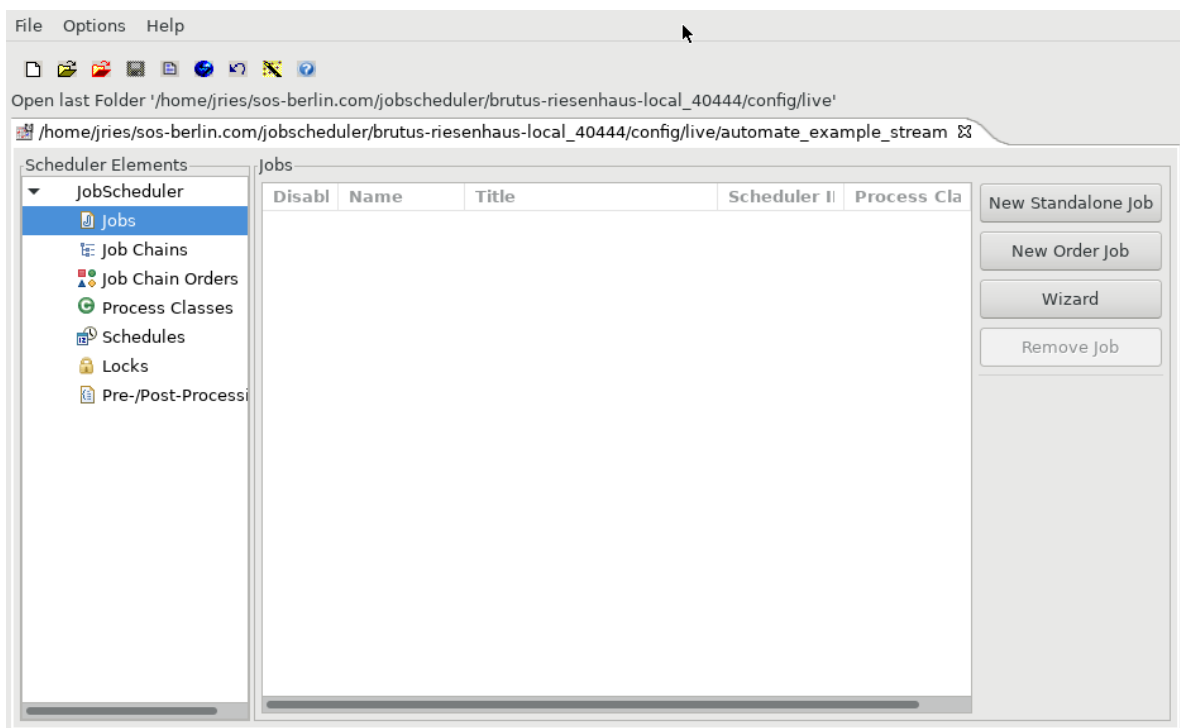 File Options Help
Open last Folder '/home/jries/sos-berlin.com/jobscheduler/brutus-riesenhaus-local_40444/config/live'
/home/jries/sos-berlin.com/jobscheduler/brutus-riesenhaus-local_40444/config/live/automate_example_stream
Scheduler Elements
JobScheduler
Jobs
Job Chains
Job Chain Orders
Process Classes
Schedules
Locks
Pre-/Post-Processi
Jobs
Disabl Name Title Scheduler I Process Cla
New Standalone Job
New Order Job
Wizard
Remove Job